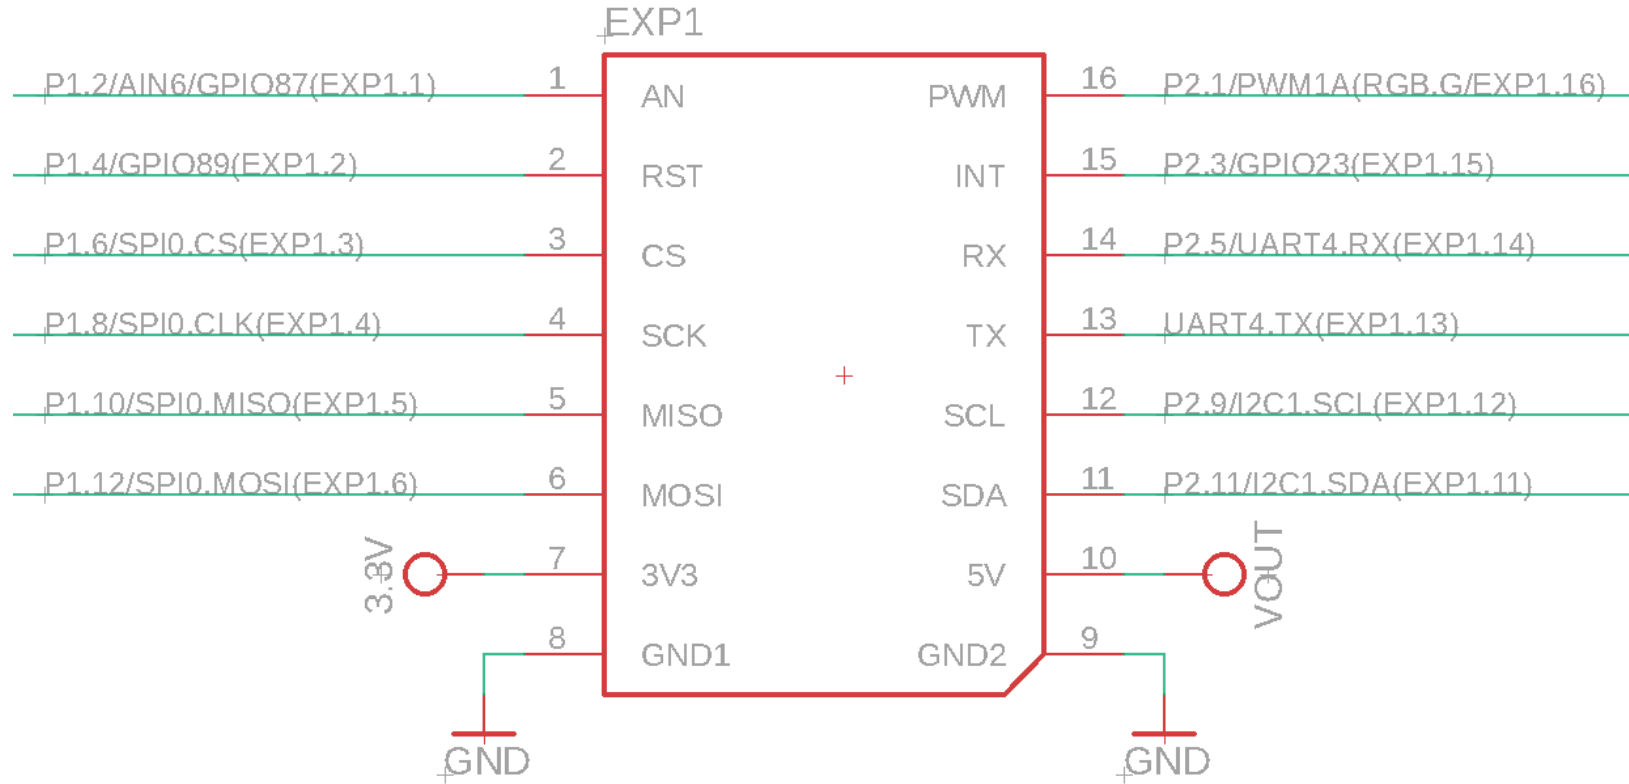 EXP1
P1.2/AIN6/GPIO87(EXP1.1) 1 AN PWM 16 P2.1/PWM1A(RGB.G/EXP1.16)
P1.4/GPIO89(EXP1.2) 2 RST INT 15 P2.3/GPIO23(EXP1.15)
P1.6/SPI0.CS(EXP1.3) 3 CS RX 14 P2.5/UART4.RX(EXP1.14)
P1.8/SPI0.CLK(EXP1.4) 4 SCK TX 13 UART4.TX(EXP1.13)
P1.10/SPI0.MISO(EXP1.5) 5 MISO SCL 12 P2.9/I2C1.SCL(EXP1.12)
P1.12/SPI0.MOSI(EXP1.6) 6 MOSI SDA 11 P2.11/I2C1.SDA(EXP1.11)
3.3V 7 3V3 5V 10 VOUT
8 GND1 GND2 9
GND GND